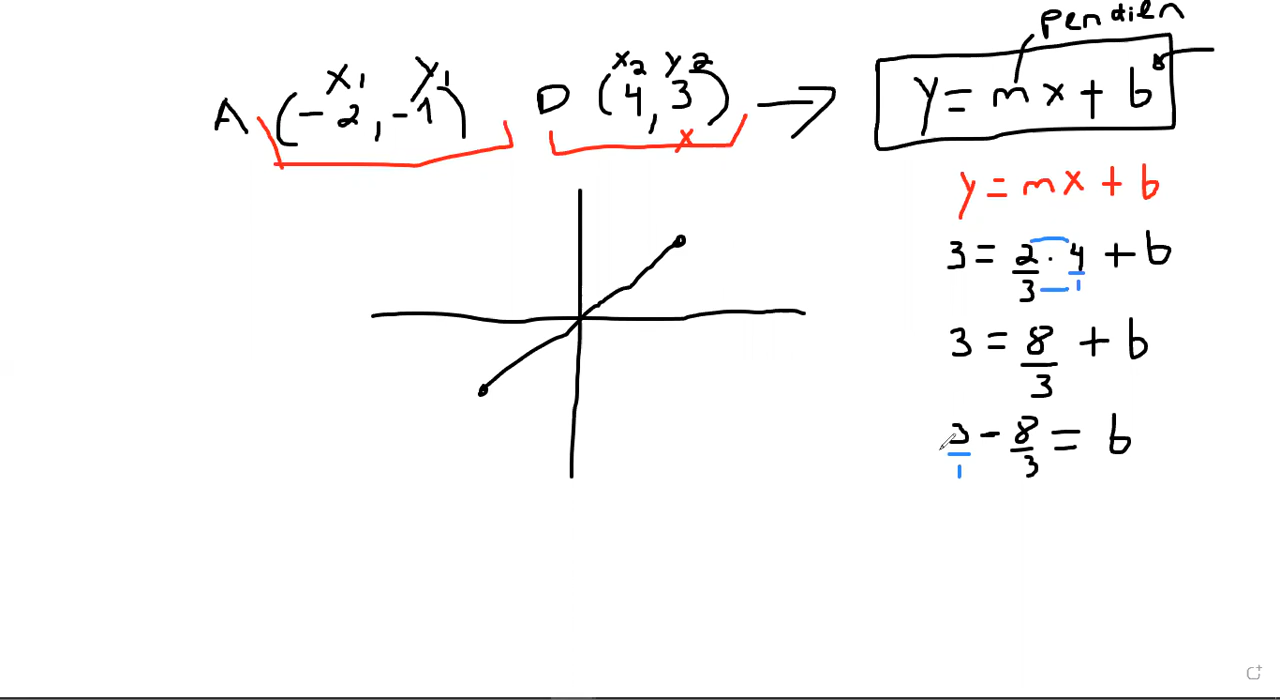 pendien
x₁ y₁ x₂ y₂
A (-2, -1) D (4, 3) → y = mx + b
x
y = mx + b
3 = 2/3 · 4/1 + b
3 = 8/3 + b
3/1 - 8/3 = b